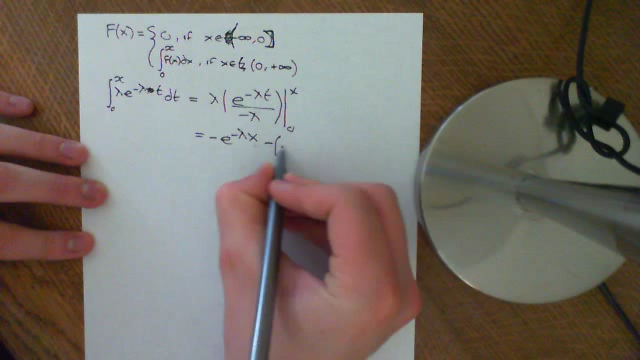 F(x) = { 0, if x ∈ (-∞, 0]
∫₀ˣ f(x)dx, if x ∈ (0, +∞)
∫₀ˣ λe^{-λt} dt = λ(e^{-λt}/-λ)|₀ˣ
= -e^{-λx} - (